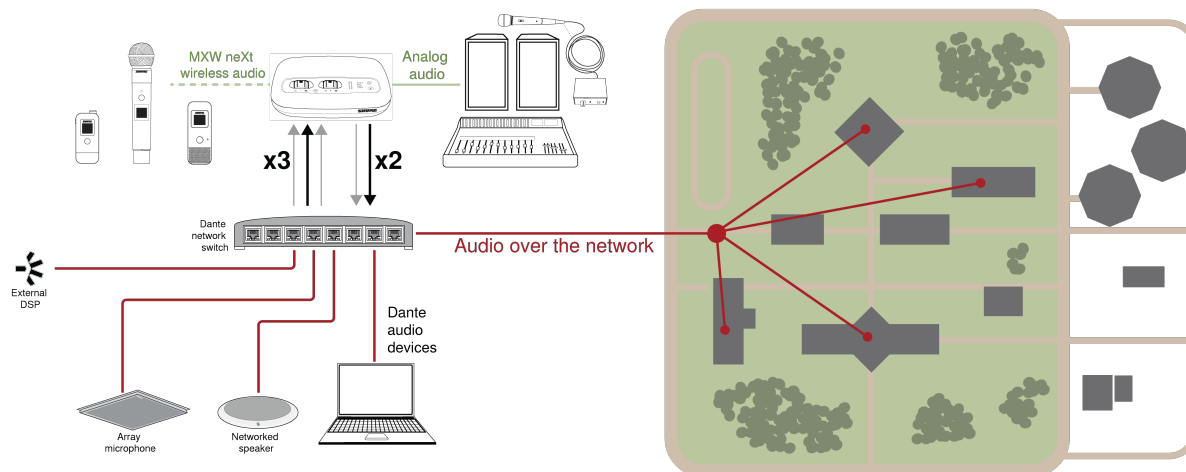 MXW neXt
wireless audio
Analog
audio
x3
x2
Dante
network
switch
Audio over the network
External
DSP
Dante
audio
devices
Array
microphone
Networked
speaker